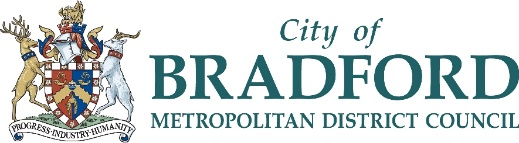 City of
BRADFORD
METROPOLITAN DISTRICT COUNCIL
PROGRESS·INDUSTRY·HUMANITY